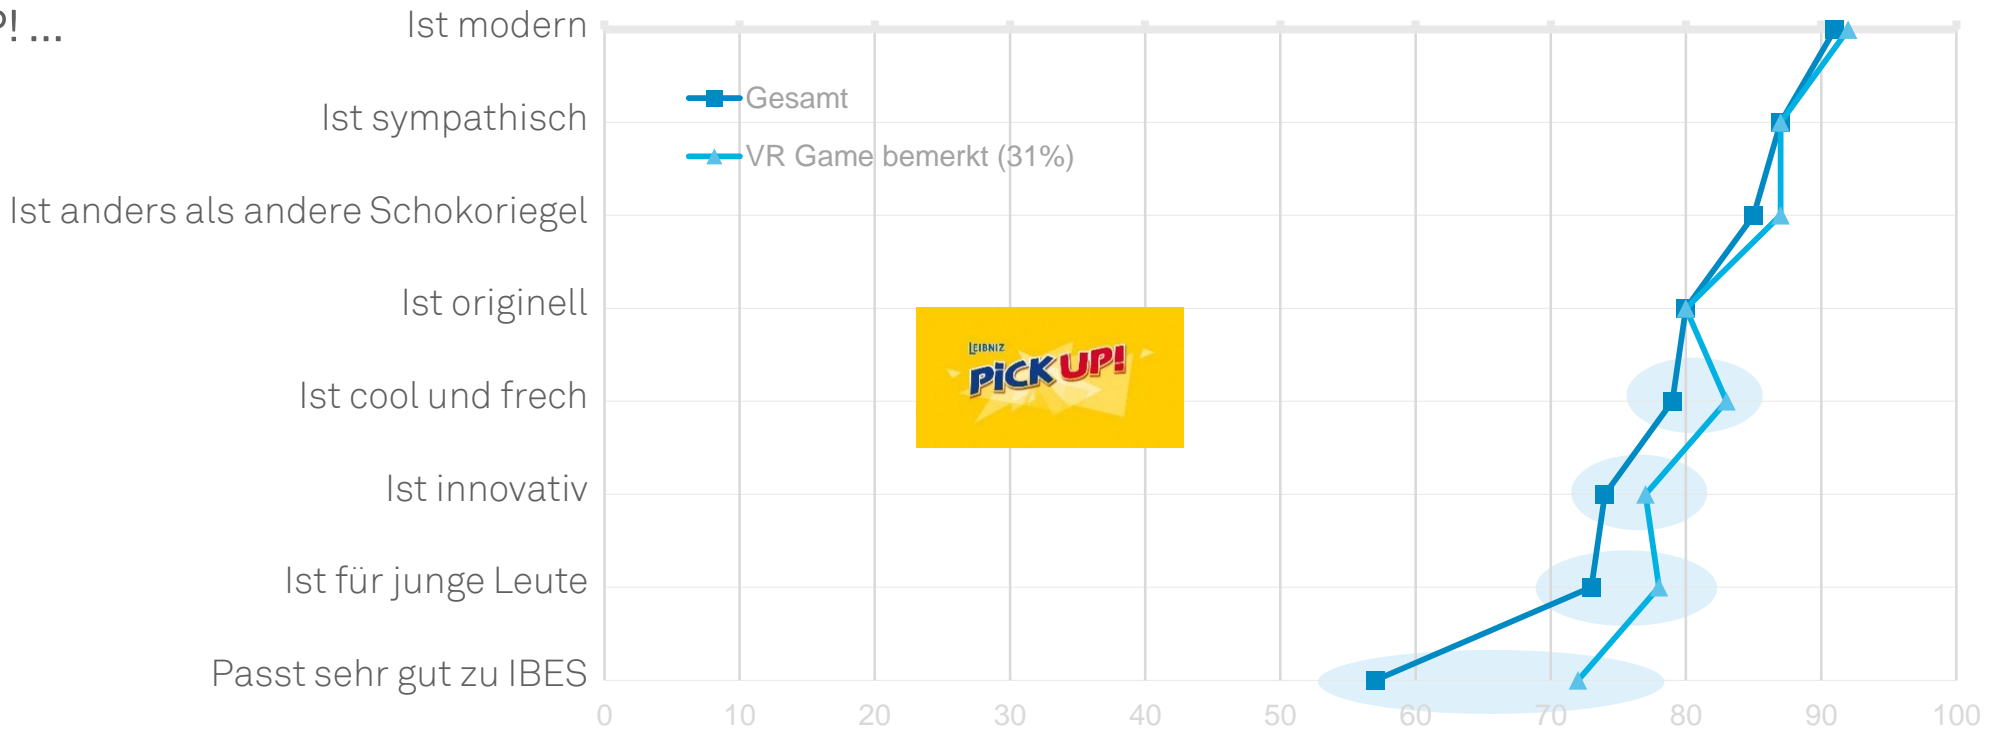 P! ...
Ist modern
Gesamt
Ist sympathisch
VR Game bemerkt (31%)
Ist anders als andere Schokoriegel
Ist originell
LEIBNIZ
PiCK UP!
Ist cool und frech
Ist innovativ
Ist für junge Leute
Passt sehr gut zu IBES
0 10 20 30 40 50 60 70 80 90 100